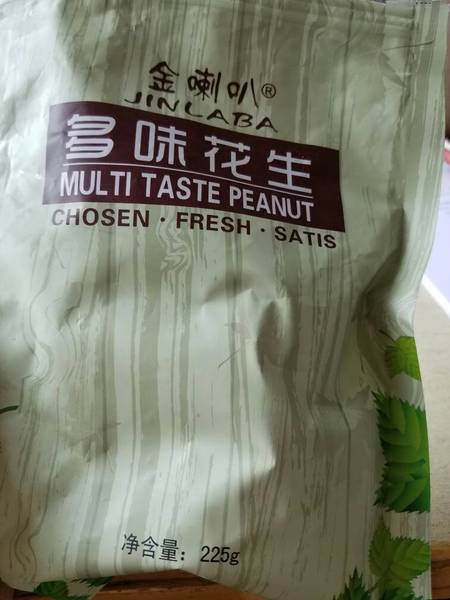 金喇叭®
JINLABA
多味花生
MULTI TASTE PEANUT
CHOSEN · FRESH · SATIS
净含量：225g